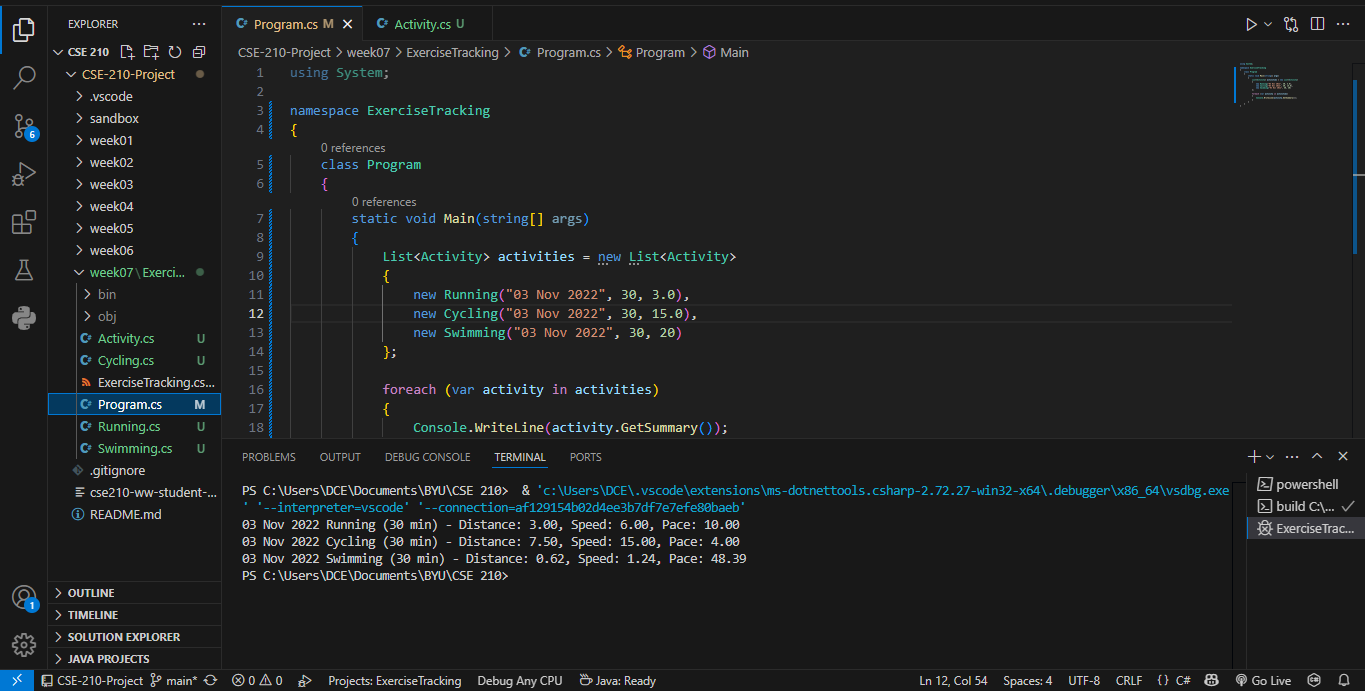 EXPLORER
CSE 210
CSE-210-Project
.vscode
sandbox
week01
week02
week03
week04
week05
week06
week07 \ Exerci...
bin
obj
Activity.cs U
Cycling.cs U
ExerciseTracking.cs...
Program.cs M
Running.cs U
Swimming.cs U
.gitignore
cse210-ww-student-...
README.md
OUTLINE
TIMELINE
SOLUTION EXPLORER
JAVA PROJECTS
6
1
Program.cs M
Activity.cs U
CSE-210-Project > week07 > ExerciseTracking > Program.cs > Program > Main
1 using System;
2
3 namespace ExerciseTracking
4 {
0 references
5 class Program
6 {
0 references
7 static void Main(string[] args)
8 {
9 List<Activity> activities = new List<Activity>
10 {
11 new Running("03 Nov 2022", 30, 3.0),
12 new Cycling("03 Nov 2022", 30, 15.0),
13 new Swimming("03 Nov 2022", 30, 20)
14 };
15
16 foreach (var activity in activities)
17 {
18 Console.WriteLine(activity.GetSummary());
PROBLEMS OUTPUT DEBUG CONSOLE TERMINAL PORTS
PS C:\Users\DCE\Documents\BYU\CSE 210> & 'c:\Users\DCE\.vscode\extensions\ms-dotnettools.csharp-2.72.27-win32-x64\.debugger\x86_64\vsdbg.exe
' '--interpreter=vscode' '--connection=af129154b02d4ee3b7df7e7efe80baeb'
03 Nov 2022 Running (30 min) - Distance: 3.00, Speed: 6.00, Pace: 10.00
03 Nov 2022 Cycling (30 min) - Distance: 7.50, Speed: 15.00, Pace: 4.00
03 Nov 2022 Swimming (30 min) - Distance: 0.62, Speed: 1.24, Pace: 48.39
PS C:\Users\DCE\Documents\BYU\CSE 210>
powershell
build C:\...
ExerciseTrac...
CSE-210-Project main* 0 0 Projects: ExerciseTracking Debug Any CPU Java: Ready Ln 12, Col 54 Spaces: 4 UTF-8 CRLF {} C# Go Live